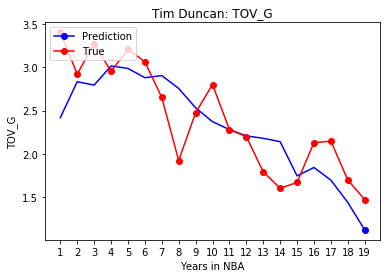 Tim Duncan: TOV_G
Prediction
True
3.5
3.0
2.5
2.0
1.5
TOV_G
1 2 3 4 5 6 7 8 9 10 11 12 13 14 15 16 17 18 19
Years in NBA